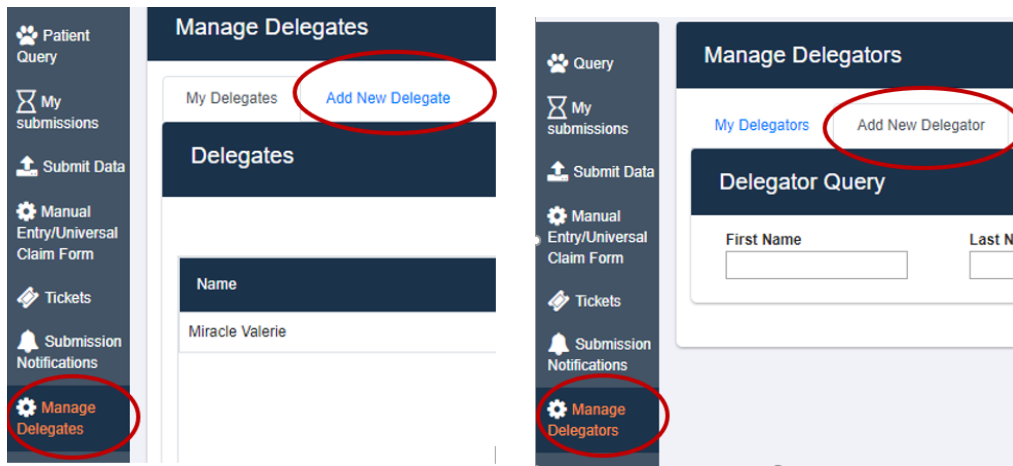 Patient
Query
My
submissions
Submit Data
Manual
Entry/Universal
Claim Form
Tickets
Submission
Notifications
Manage
Delegates
Manage Delegates
My Delegates Add New Delegate
Delegates
Name
Miracle Valerie
Query
My
submissions
Submit Data
Manual
Entry/Universal
Claim Form
Tickets
Submission
Notifications
Manage
Delegators
Manage Delegators
My Delegators Add New Delegator
Delegator Query
First Name Last N